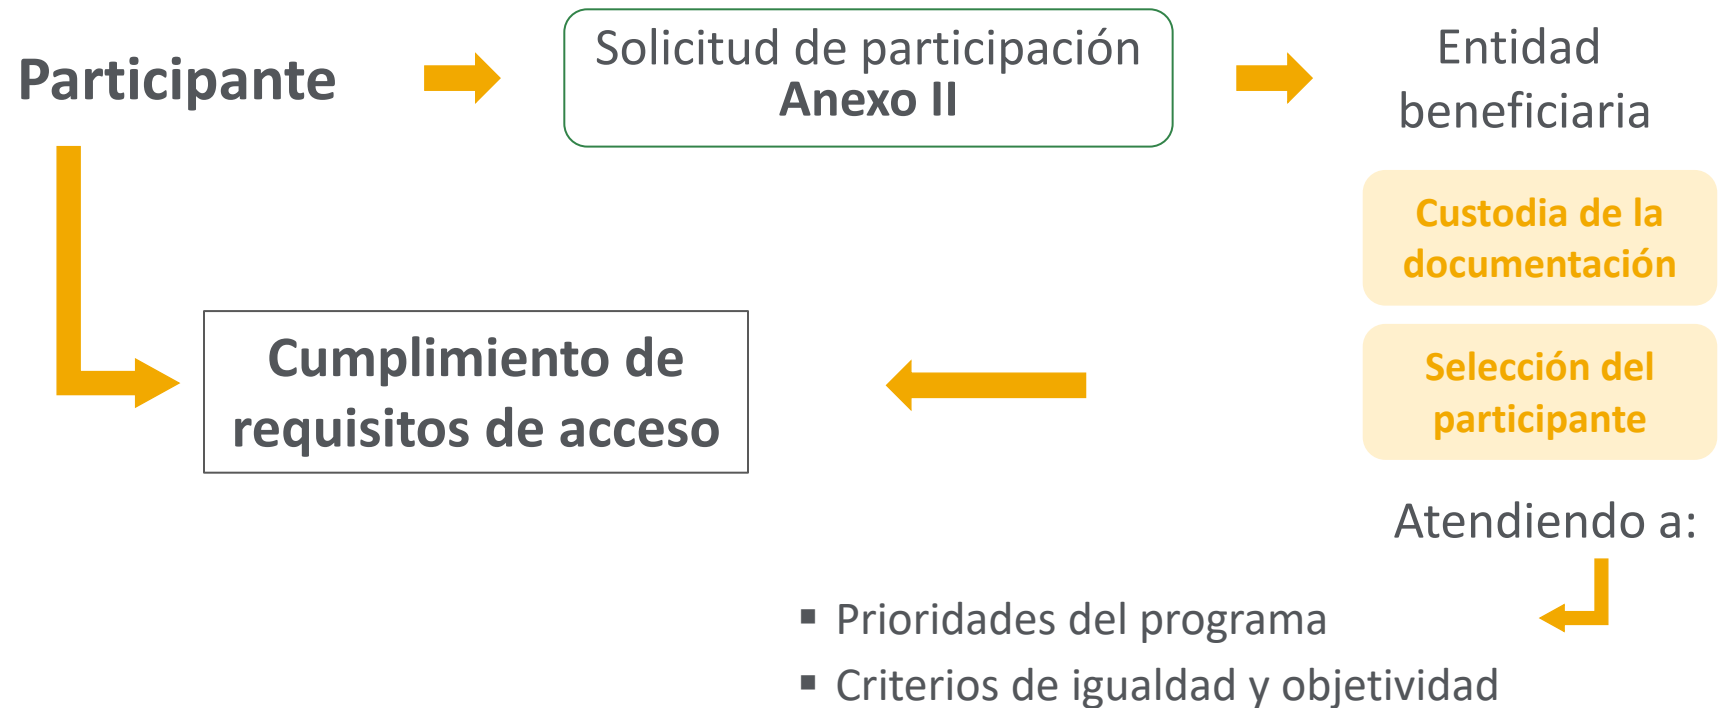 Participante
Solicitud de participación
Anexo II
Entidad
beneficiaria
Custodia de la
documentación
Cumplimiento de
requisitos de acceso
Selección del
participante
Atendiendo a:
▪ Prioridades del programa
▪ Criterios de igualdad y objetividad